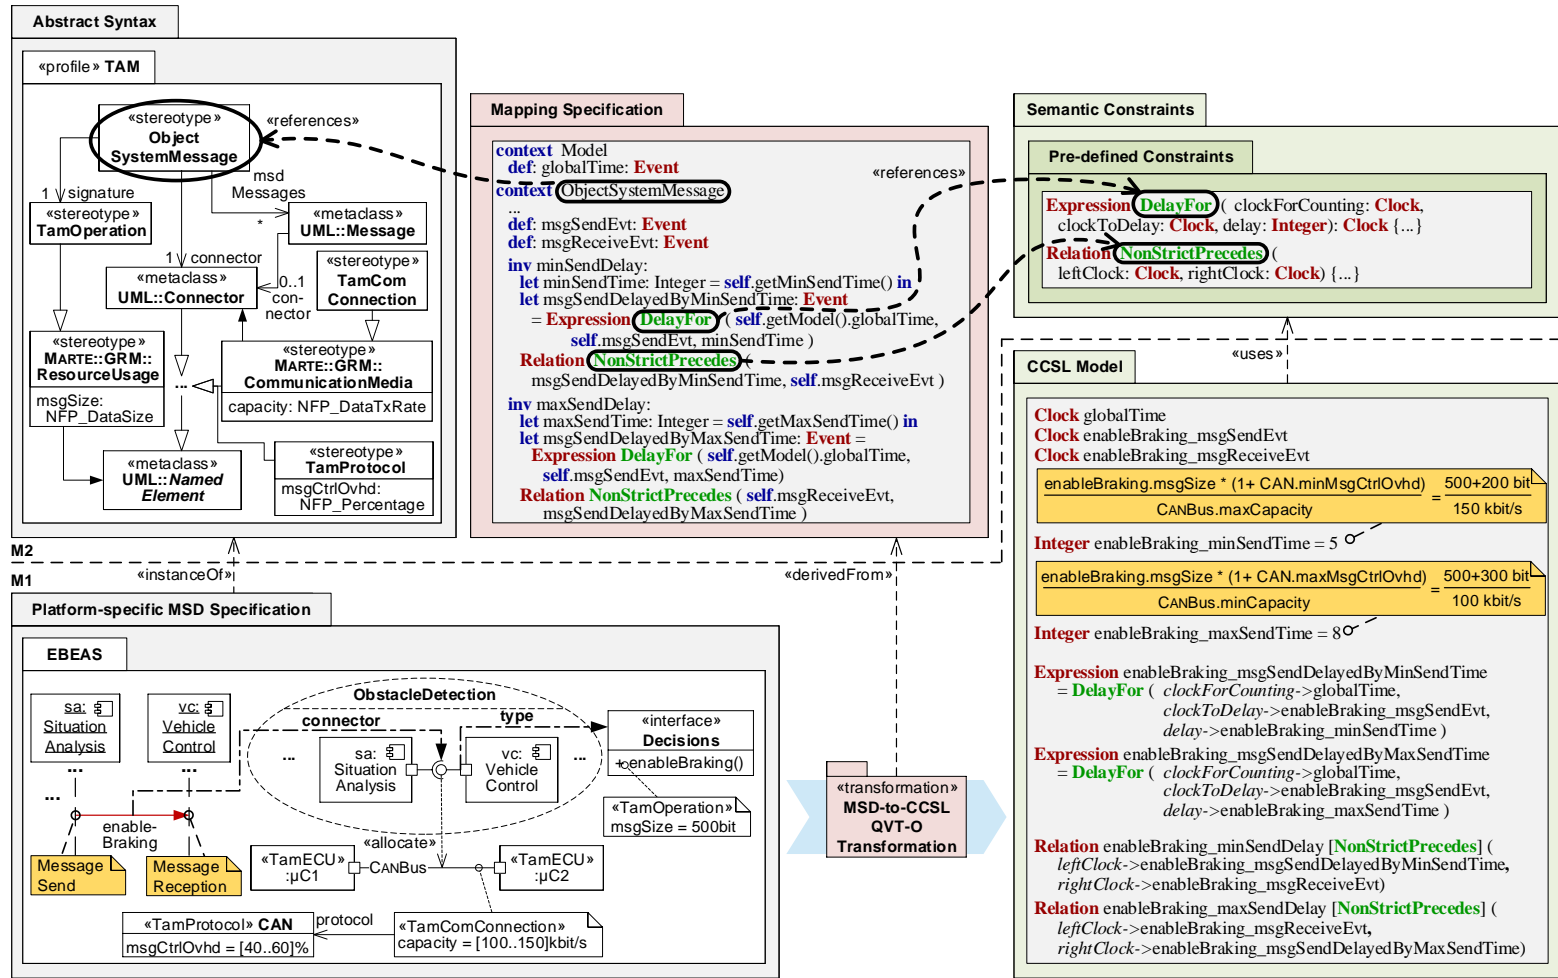 Abstract Syntax
«profile» TAM
«stereotype»
Object
SystemMessage
«references»
msd
Messages
1
signature
*
«stereotype»
TamOperation
«metaclass»
UML::Message
1
connector
«metaclass»
UML::Connector
0..1
con-
nector
TamCom
Connection
«stereotype»
MARTE::GRM::
ResourceUsage
msgSize:
NFP_DataSize
...
«stereotype»
MARTE::GRM::
CommunicationMedia
capacity: NFP_DataTxRate
«metaclass»
UML::Named
Element
«stereotype»
TamProtocol
msgCtrlOvhd:
NFP_Percentage
Mapping Specification
context Model
def: globalTime: Event
context ObjectSystemMessage
...
def: msgSendEvt: Event
def: msgReceiveEvt: Event
inv minSendDelay:
let minSendTime: Integer = self.getMinSendTime() in
let msgSendDelayedByMinSendTime: Event
= Expression DelayFor ( self.getModel().globalTime,
self.msgSendEvt, minSendTime )
Relation NonStrictPrecedes (
msgSendDelayedByMinSendTime, self.msgReceiveEvt )
inv maxSendDelay:
let maxSendTime: Integer = self.getMaxSendTime() in
let msgSendDelayedByMaxSendTime: Event =
Expression DelayFor ( self.getModel().globalTime,
self.msgSendEvt, maxSendTime)
Relation NonStrictPrecedes ( self.msgReceiveEvt,
msgSendDelayedByMaxSendTime )
«references»
Semantic Constraints
Pre-defined Constraints
Expression DelayFor ( clockForCounting: Clock,
clockToDelay: Clock, delay: Integer): Clock {...}
Relation NonStrictPrecedes (
leftClock: Clock, rightClock: Clock) {...}
«uses»
M2
M1
«instanceOf»
«derivedFrom»
Platform-specific MSD Specification
EBEAS
sa:
Situation
Analysis
vc:
Vehicle
Control
...
...
...
enable-
Braking
Message
Send
Message
Reception
ObstacleDetection
connector
type
...
sa:
Situation
Analysis
vc:
Vehicle
Control
...
«interface»
Decisions
+enableBraking()
«TamOperation»
msgSize = 500bit
«allocate»
«TamECU»
:µC1
CANBus
«TamECU»
:µC2
«TamProtocol» CAN
msgCtrlOvhd = [40..60]%
protocol
«TamComConnection»
capacity = [100..150]kbit/s
«transformation»
MSD-to-CCSL
QVT-O
Transformation
CCSL Model
Clock globalTime
Clock enableBraking_msgSendEvt
Clock enableBraking_msgReceiveEvt
enableBraking.msgSize * (1+ CAN.minMsgCtrlOvhd)
CANBus.maxCapacity
=
500+200 bit
150 kbit/s
Integer enableBraking_minSendTime = 5
enableBraking.msgSize * (1+ CAN.maxMsgCtrlOvhd)
CANBus.minCapacity
=
500+300 bit
100 kbit/s
Integer enableBraking_maxSendTime = 8
Expression enableBraking_msgSendDelayedByMinSendTime
= DelayFor ( clockForCounting->globalTime,
clockToDelay->enableBraking_msgSendEvt,
delay->enableBraking_minSendTime )
Expression enableBraking_msgSendDelayedByMaxSendTime
= DelayFor ( clockForCounting->globalTime,
clockToDelay->enableBraking_msgSendEvt,
delay->enableBraking_maxSendTime )
Relation enableBraking_minSendDelay [NonStrictPrecedes] (
leftClock->enableBraking_msgSendDelayedByMinSendTime,
rightClock->enableBraking_msgReceiveEvt)
Relation enableBraking_maxSendDelay [NonStrictPrecedes] (
leftClock->enableBraking_msgReceiveEvt,
rightClock->enableBraking_msgSendDelayedByMaxSendTime)